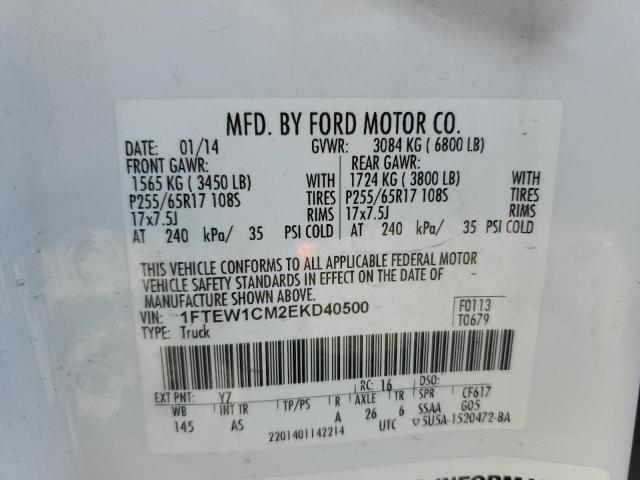 MFD. BY FORD MOTOR CO.
DATE: 01/14 GVWR: 3084 KG ( 6800 LB)
FRONT GAWR: REAR GAWR:
1565 KG ( 3450 LB) WITH 1724 KG ( 3800 LB) WITH
P255/65R17 108S TIRES P255/65R17 108S TIRES
17x7.5J RIMS 17x7.5J RIMS
AT 240 kPa/ 35 PSI COLD AT 240 kPa/ 35 PSI COLD
THIS VEHICLE CONFORMS TO ALL APPLICABLE FEDERAL MOTOR
VEHICLE SAFETY STANDARDS IN EFFECT ON THE DATE OF
MANUFACTURE SHOWN ABOVE.
VIN: 1FTEW1CM2EKD40500 F0113
TYPE: Truck T0679
EXT PNT: YZ RC: 16 DSO:
WB INT TR TP/PS R AXLE TR SPR CF617
145 AS A 26 6 SSAA G05
2201401142214 UTC ▽5U5A-1520472-BA